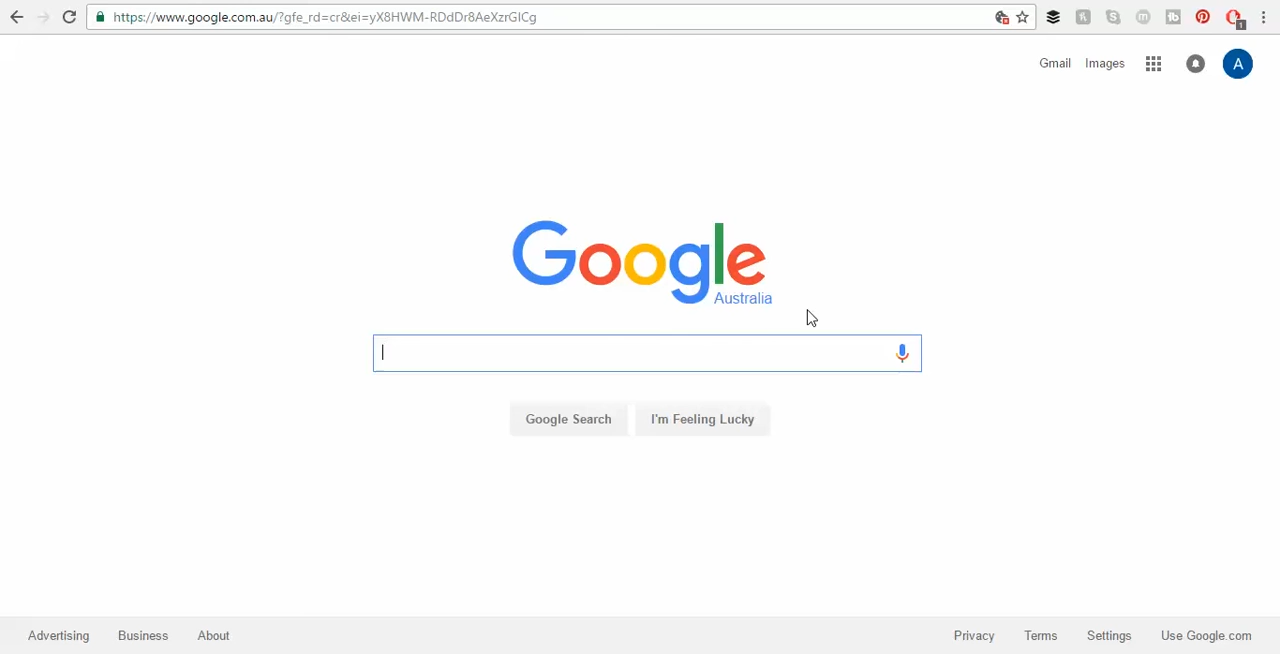 https://www.google.com.au/?gfe_rd=cr&ei=yX8HWM-RDdDr8AeXzrGICg
1
Gmail Images A
Google
Australia
Google Search I'm Feeling Lucky
Advertising Business About Privacy Terms Settings Use Google.com